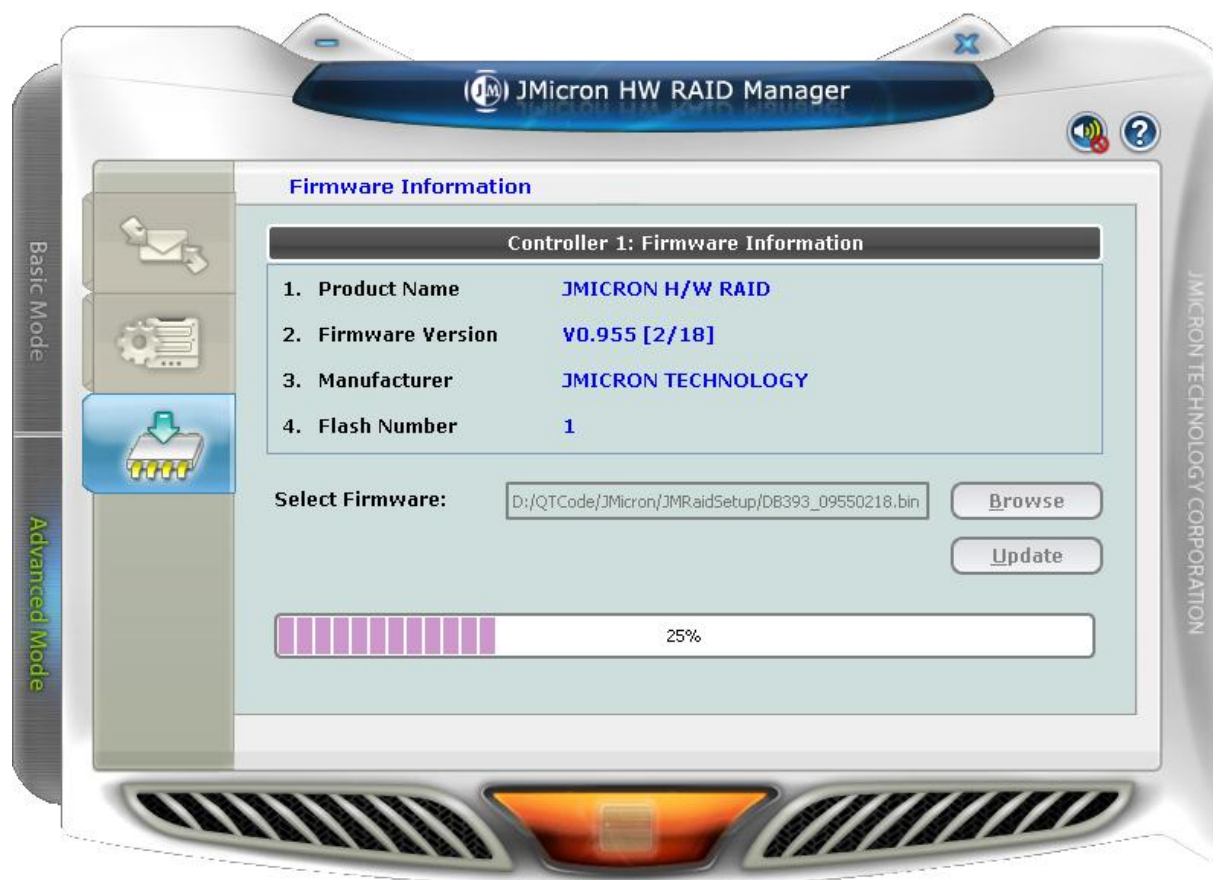 JM JMicron HW RAID Manager
Firmware Information
Controller 1: Firmware Information
1. Product Name JMICRON H/W RAID
2. Firmware Version V0.955 [2/18]
3. Manufacturer JMICRON TECHNOLOGY
4. Flash Number 1
Select Firmware: D:/QTCode/JMicron/JMRaidSetup/DB393_09550218.bin Browse
Update
25%
Basic Mode
Advanced Mode
JMICRON TECHNOLOGY CORPORATION